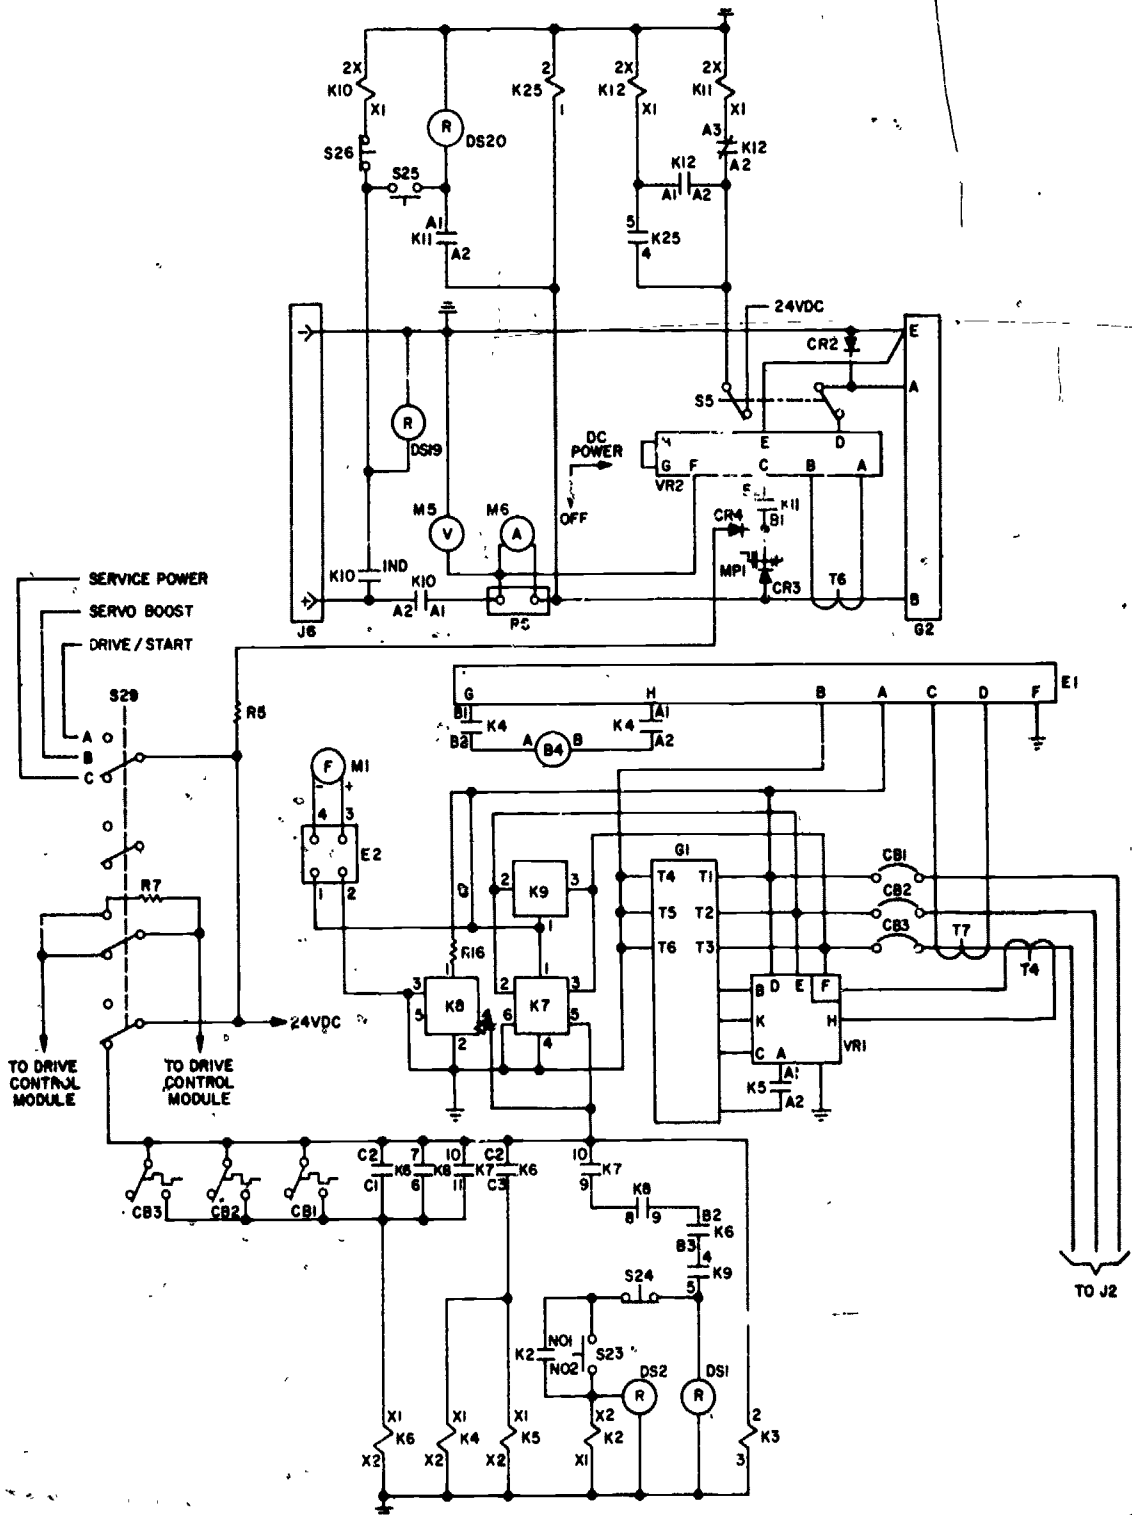 2X
K10
X1
R
DS20
2
K25
1
2X
K12
X1
2X
K11
X1
A3
K12
A2
S26
S25
K12
A1 A2
A1
K11
A2
5
K25
4
24VDC
E
CR2
A
S5
R
DS19
DC
POWER
OFF
E D
G F C B A
VR2
M5
V
M6
A
CR4
K11
B1
MP1
CR3
T6
K10 IND
K10
A2 A1
J6
B
G2
SERVICE POWER
SERVO BOOST
DRIVE/START
S29
R5
A
B
C
G H B A C D F
E1
B1
K4
B2
A B4 B
A1
K4
A2
F M1
- +
4 3
E2
1 2
R7
G1
2 K9 3
1
T4 T1
T5 T2
T6 T3
CB1
CB2
CB3
T7
T4
R16
1
3
K8
5
2
1
2 3
K7
6 5
4
B D E F
K H
C A
VR1
A1
K5
A2
24VDC
TO DRIVE
CONTROL
MODULE
TO DRIVE
CONTROL
MODULE
CB3
CB2
CB1
C2
K6
C1
7
K8
6
10
K7
11
C2
K6
C3
10
K7
9
K8
8 9
B2
K6
B3
4
K9
5
S24
NO1
K2
NO2
S23
DS2
R
DS1
R
TO J2
X1
K6
X2
X1
K4
X2
X1
K5
X2
X2
K2
X1
2
K3
3